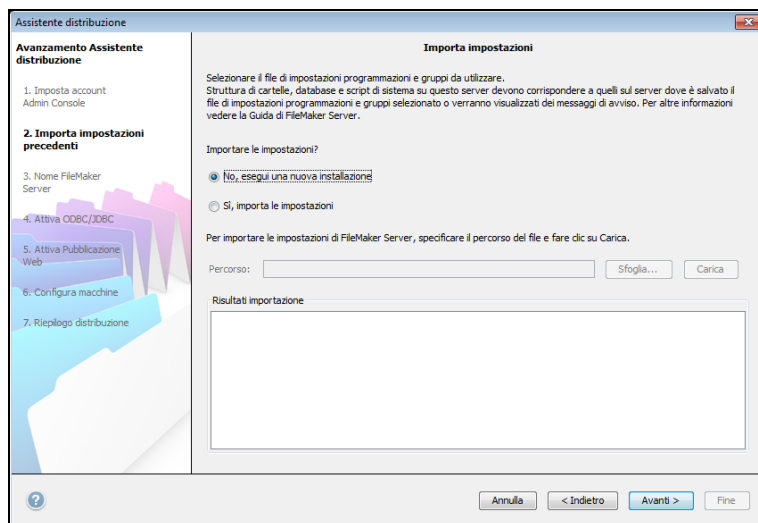 Assistente distribuzione
Avanzamento Assistente
distribuzione
1. Imposta account
Admin Console
2. Importa impostazioni
precedenti
3. Nome FileMaker
Server
4. Attiva ODBC/JDBC
5. Attiva Pubblicazione
Web
6. Configura macchine
7. Riepilogo distribuzione
Importa impostazioni
Selezionare il file di impostazioni programmazioni e gruppi da utilizzare.
Struttura di cartelle, database e script di sistema su questo server devono corrispondere a quelli sul server dove è salvato il
file di impostazioni programmazioni e gruppi selezionato o verranno visualizzati dei messaggi di avviso. Per altre informazioni
vedere la Guida di FileMaker Server.
Importare le impostazioni?
No, esegui una nuova installazione
Sì, importa le impostazioni
Per importare le impostazioni di FileMaker Server, specificare il percorso del file e fare clic su Carica.
Percorso: Sfoglia... Carica
Risultati importazione
? Annulla < Indietro Avanti > Fine